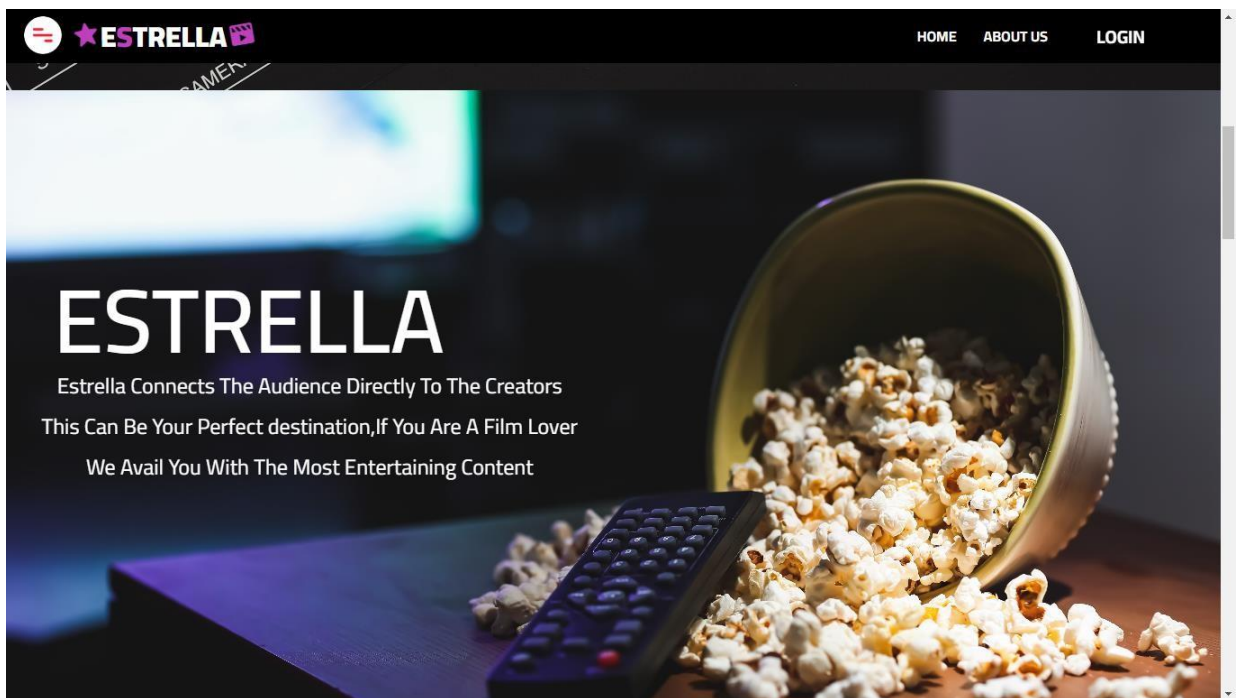 ESTRELLA
HOME ABOUT US LOGIN
ESTRELLA
Estrella Connects The Audience Directly To The Creators
This Can Be Your Perfect destination,If You Are A Film Lover
We Avail You With The Most Entertaining Content